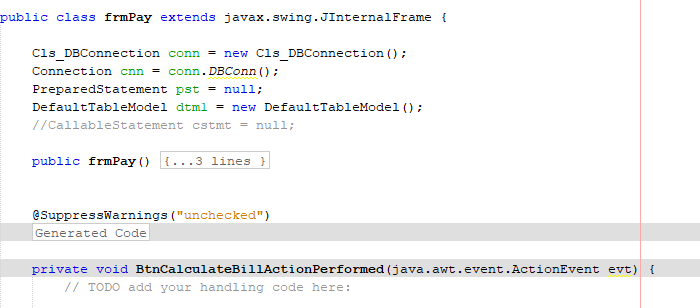 public class frmPay extends javax.swing.JInternalFrame {
Cls_DBConnection conn = new Cls_DBConnection();
Connection cnn = conn.DBConn();
PreparedStatement pst = null;
DefaultTableModel dtml = new DefaultTableModel();
//CallableStatement cstmt = null;
public frmPay() {...3 lines }
@SuppressWarnings("unchecked")
Generated Code
private void BtnCalculateBillActionPerformed(java.awt.event.ActionEvent evt) {
// TODO add your handling code here: